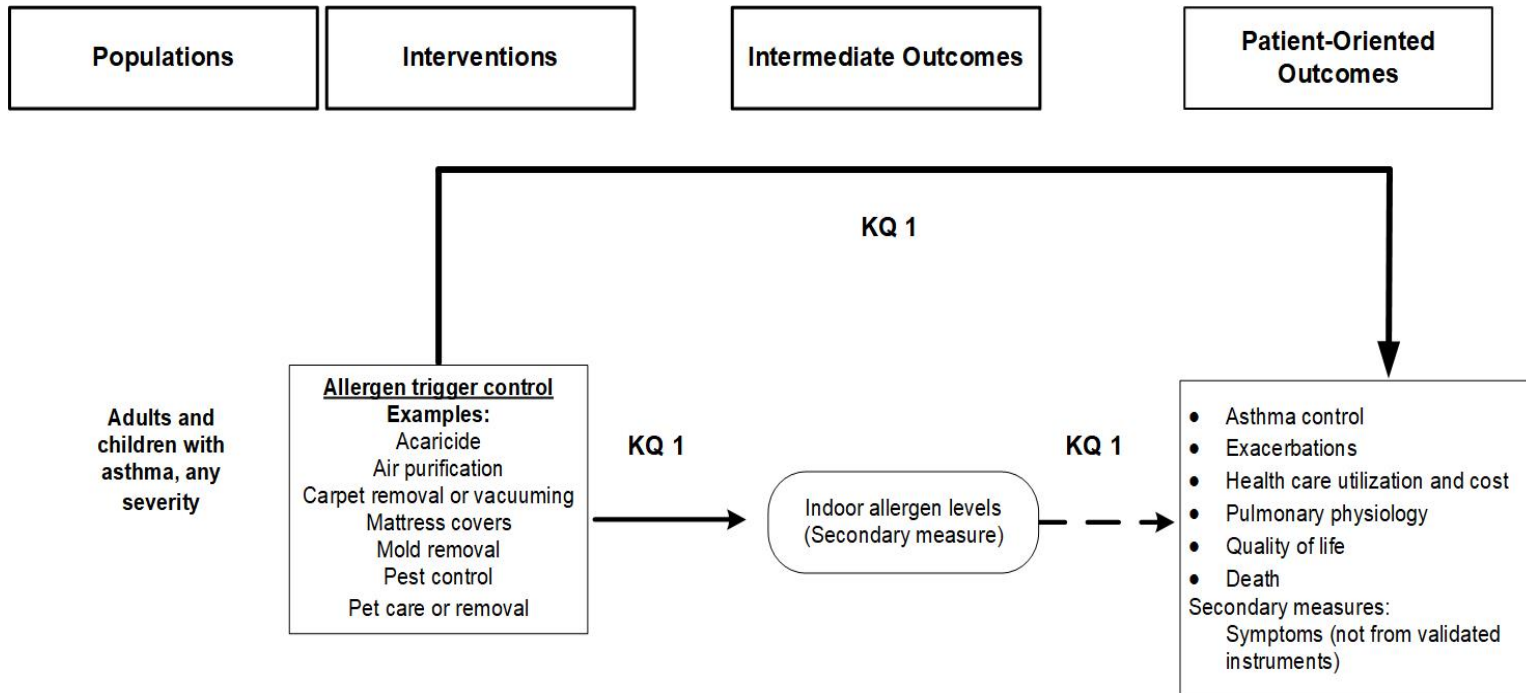 Populations
Interventions
Intermediate Outcomes
Patient-Oriented
Outcomes
KQ 1
Adults and
children with
asthma, any
severity
Allergen trigger control
Examples:
Acaricide
Air purification
Carpet removal or vacuuming
Mattress covers
Mold removal
Pest control
Pet care or removal
KQ 1
Indoor allergen levels
(Secondary measure)
KQ 1
● Asthma control
● Exacerbations
● Health care utilization and cost
● Pulmonary physiology
● Quality of life
● Death
Secondary measures:
Symptoms (not from validated
instruments)